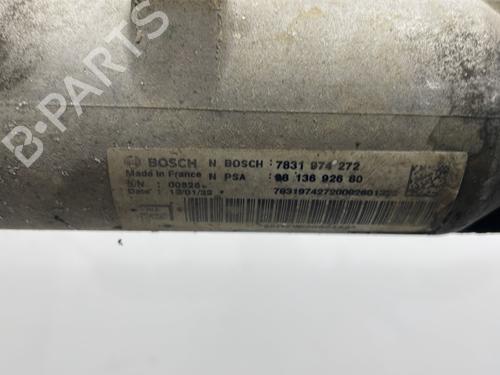 B-PARTS
BOSCH N BOSCH : 7831 974 272
Made in France N PSA : 98 136 926 80
S/N : 00826
Date : 13/01/22